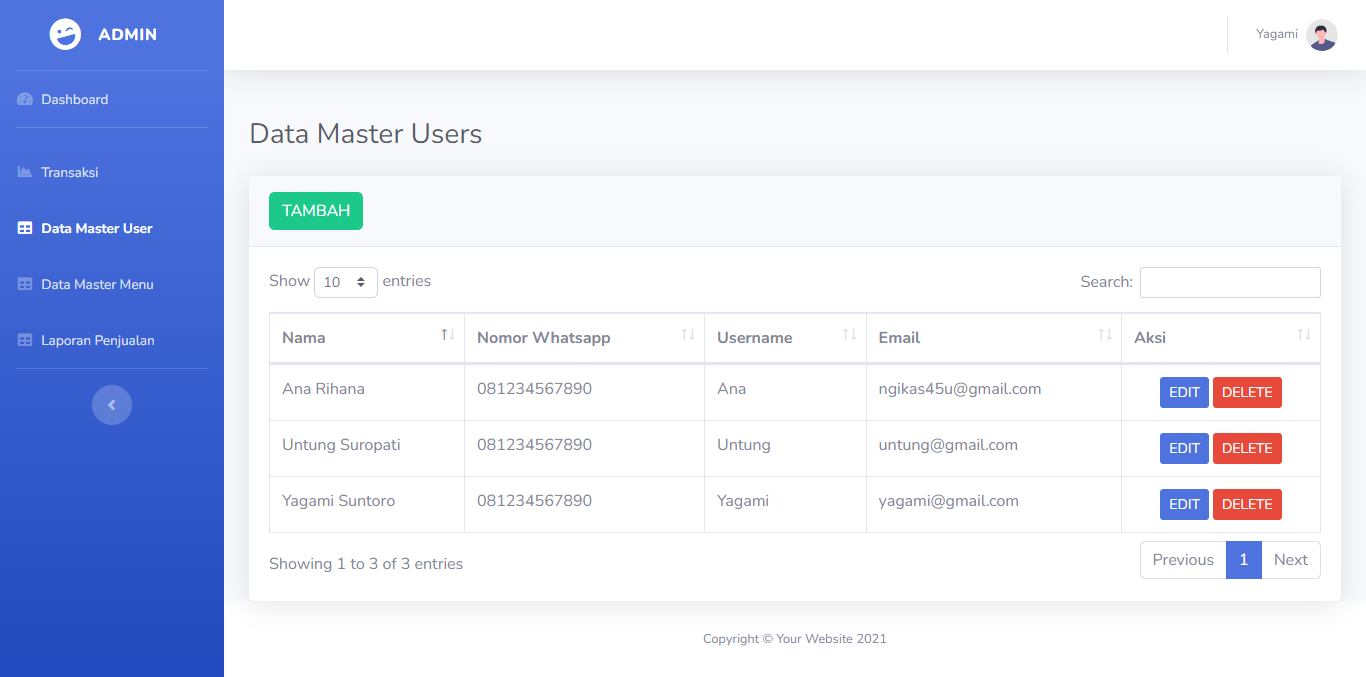 ADMIN
Yagami
Dashboard
Transaksi
Data Master User
Data Master Menu
Laporan Penjualan
Data Master Users
TAMBAH
Show 10 entries
Search:
Nama Nomor Whatsapp Username Email Aksi
Ana Rihana 081234567890 Ana ngikas45u@gmail.com EDIT DELETE
Untung Suropati 081234567890 Untung untung@gmail.com EDIT DELETE
Yagami Suntoro 081234567890 Yagami yagami@gmail.com EDIT DELETE
Showing 1 to 3 of 3 entries
Previous 1 Next
Copyright © Your Website 2021